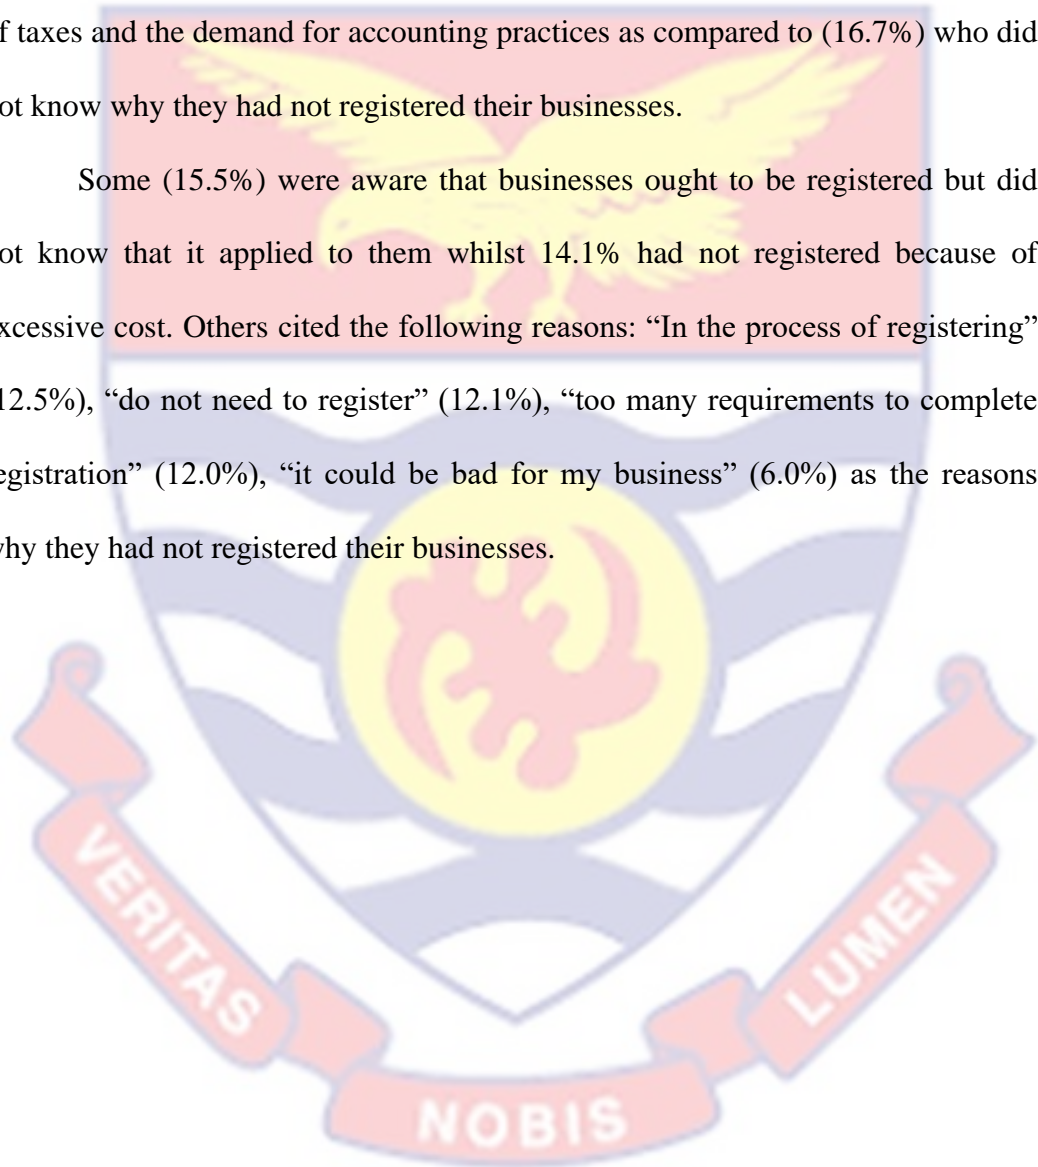 f taxes and the demand for accounting practices as compared to (16.7%) who did
ot know why they had not registered their businesses.
Some (15.5%) were aware that businesses ought to be registered but did
ot know that it applied to them whilst 14.1% had not registered because of
xcessive cost. Others cited the following reasons: “In the process of registering”
12.5%), “do not need to register” (12.1%), “too many requirements to complete
egistration” (12.0%), “it could be bad for my business” (6.0%) as the reasons
hy they had not registered their businesses.
VERITAS
NOBIS
LUMEN